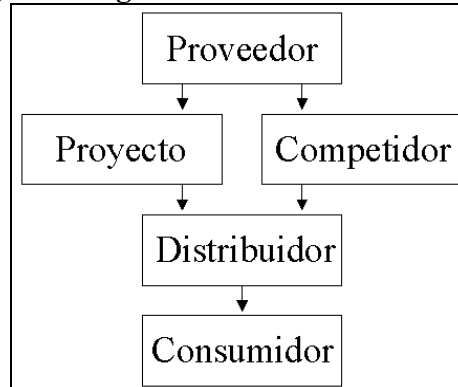 Proveedor
Proyecto
Competidor
Distribuidor
Consumidor